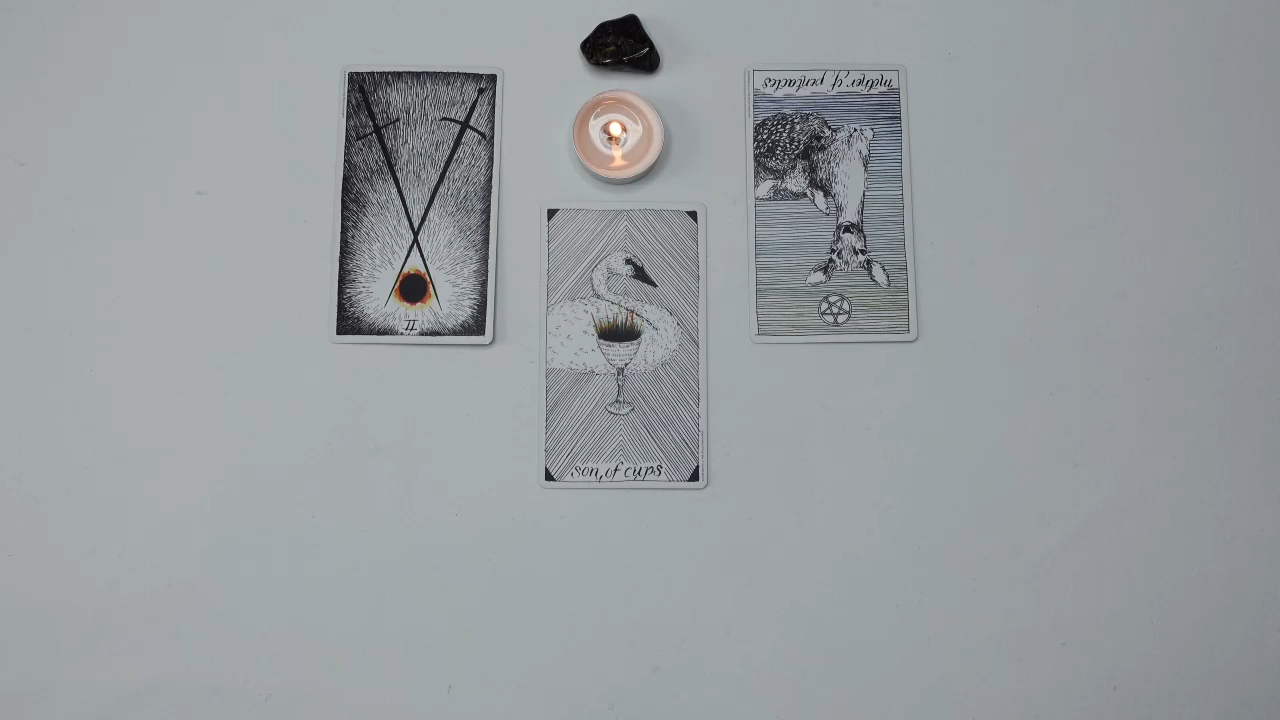 II
son of cups
mother of pentacles